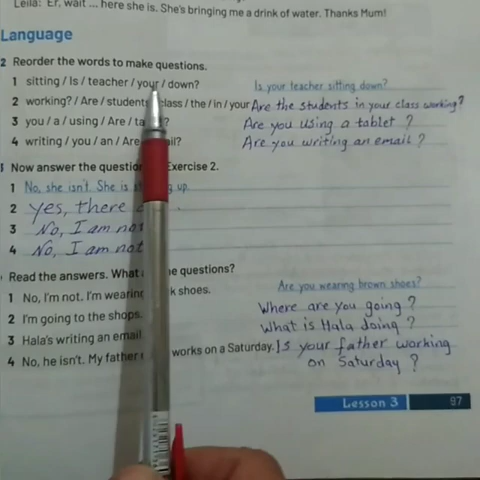 Leila: Er, wait ... here she is. She's bringing me a drink of water. Thanks Mum!
Language
2 Reorder the words to make questions.
1 sitting / Is / teacher / your / down? Is your teacher sitting down?
2 working? / Are / students class / the / in / your Are the students in your class working?
3 you / a / using / Are / Are you using a tablet?
4 writing / you / an / Are Are you writing an email?
Now answer the Exercise 2.
1 No, she isn't. She is up.
2 Yes, there
3 No, I am not
4 No, I am not
Read the answers. What questions?
1 No, I'm not. I'm wearing shoes. Are you wearing brown shoes?
2 I'm going to the shops. Where are you going?
3 Hala's writing an email What is Hala doing?
4 No, he isn't. My father works on a Saturday. Is your father working
on Saturday?
Lesson 3 97